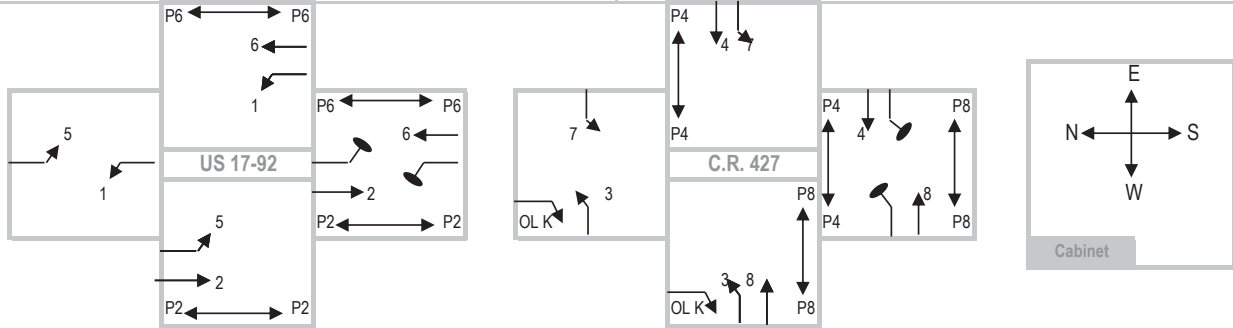 P6 P6
6
1
5
1
US 17-92
P6 P6
6
2
P2 P2
5
2
P2 P2
P4
4 7
P4
7
3
OL K
C.R. 427
P4 P8
4
8
P4 P8
P8
3 8
OL K P8
E
N S
W
Cabinet